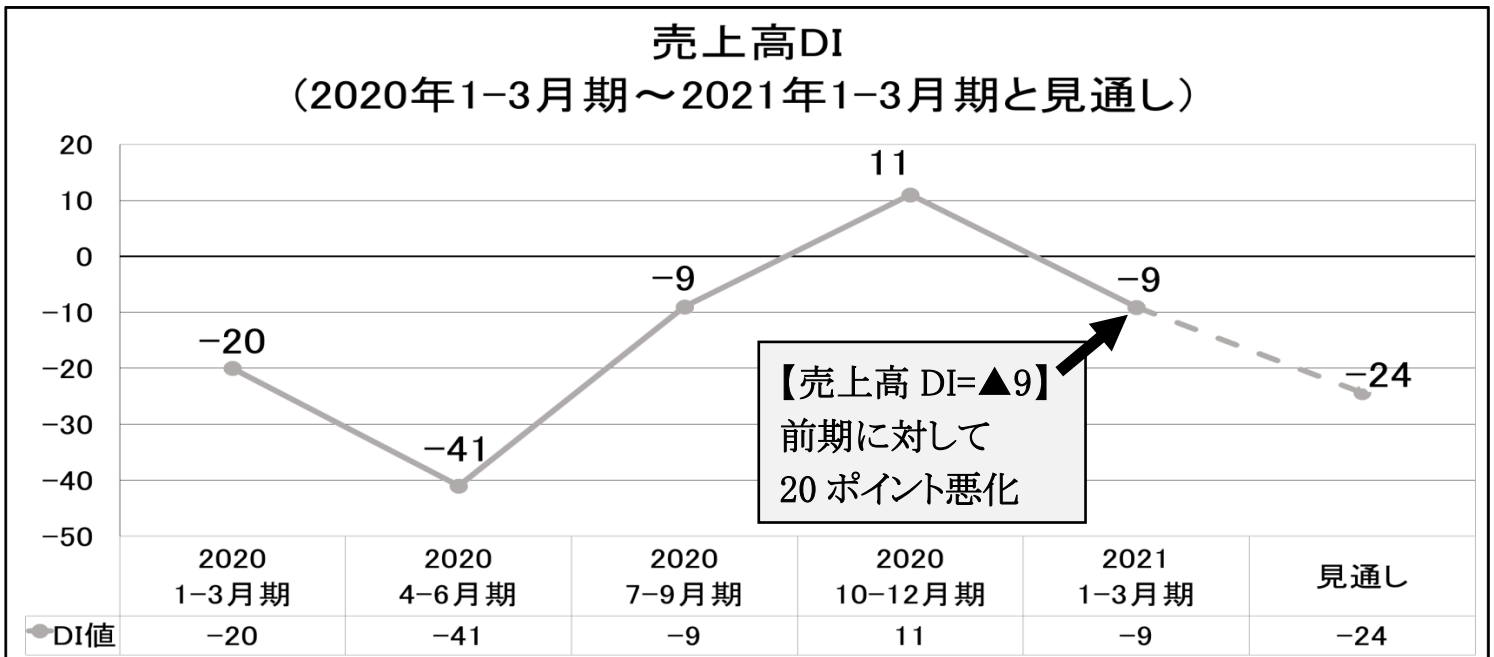 売上高DI
（2020年1-3月期～2021年1-3月期と見通し）
20
10
0
-10
-20
-30
-40
-50
-20
-41
-9
11
-9
-24
【売上高 DI=▲9】
前期に対して
20 ポイント悪化
2020 2020 2020 2020 2021 見通し
1-3月期 4-6月期 7-9月期 10-12月期 1-3月期
DI値 -20 -41 -9 11 -9 -24